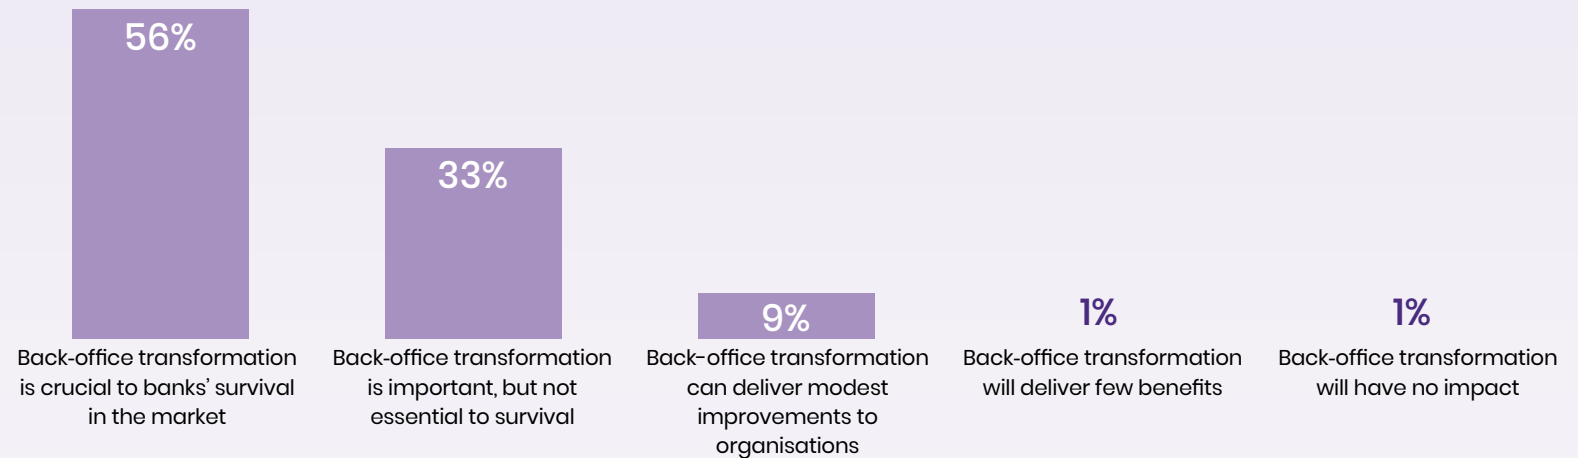 56%
33%
9%
1%
1%
Back-office transformation
is crucial to banks’ survival
in the market
Back-office transformation
is important, but not
essential to survival
Back-office transformation
can deliver modest
improvements to
organisations
Back-office transformation
will deliver few benefits
Back-office transformation
will have no impact